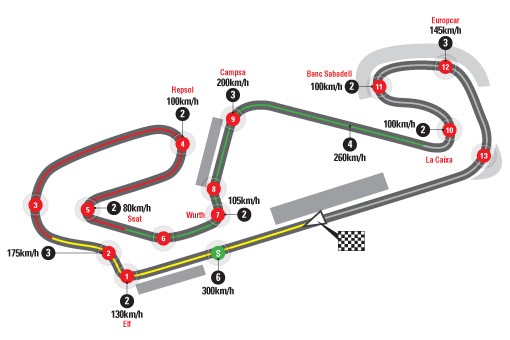 Europcar
145km/h
3
12
Campsa
200km/h
3
9
Banc Sabadell
100km/h 2
11
Repsol
100km/h
2
4
100km/h 2
10
4
260km/h
La Caixa
13
8
105km/h
Wurth 7 2
3
5 2 80km/h
Seat
6
175km/h 3
2
S
6
300km/h
1
2
130km/h
Elf